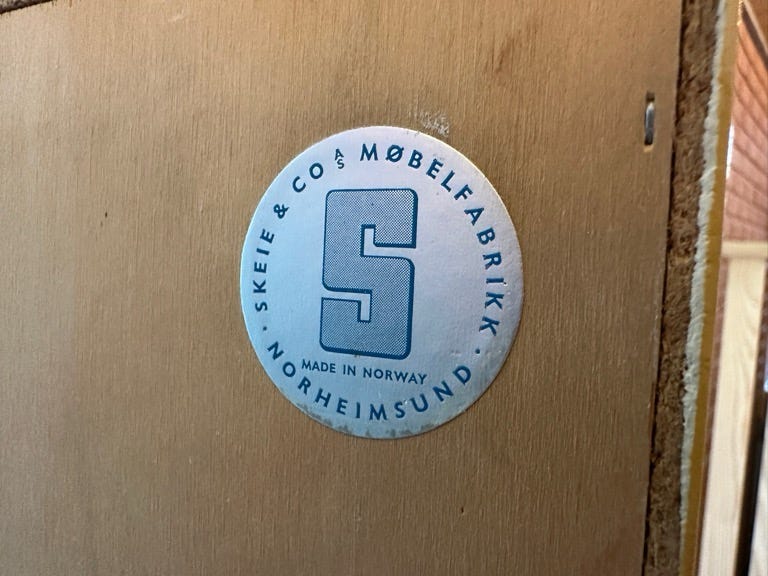 SKEIE & CO A/S MØBELFABRIKK
S
MADE IN NORWAY
· NORHEIMSUND ·